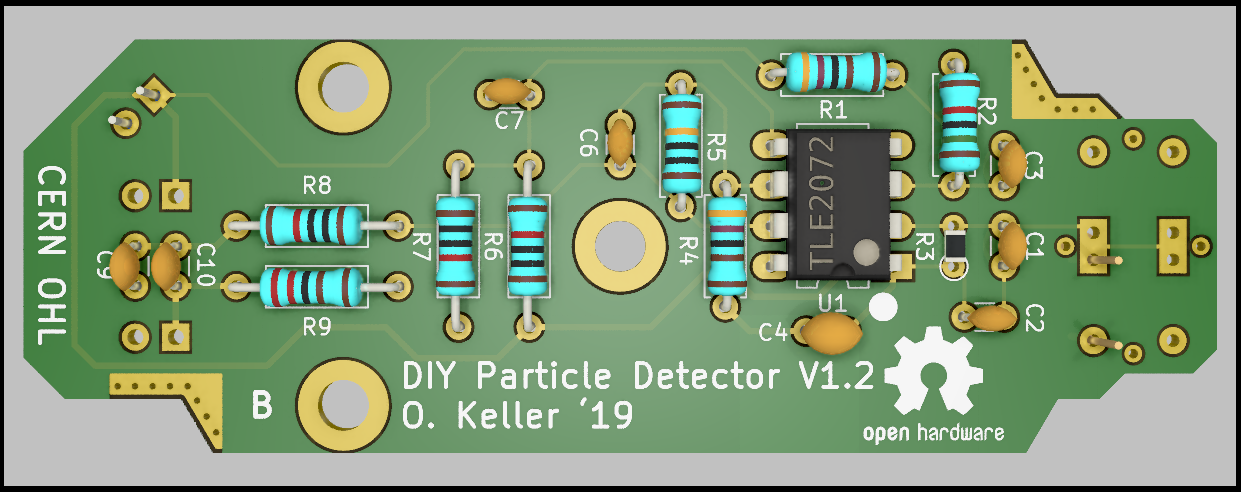 R1
C7
R2
C6
R5
TLE2072
C3
R8
CERN OHL
R7
R6
R4
R3
C1
C9
C10
U1
C2
R9
C4
DIY Particle Detector V1.2
B
O. Keller '19
open hardware